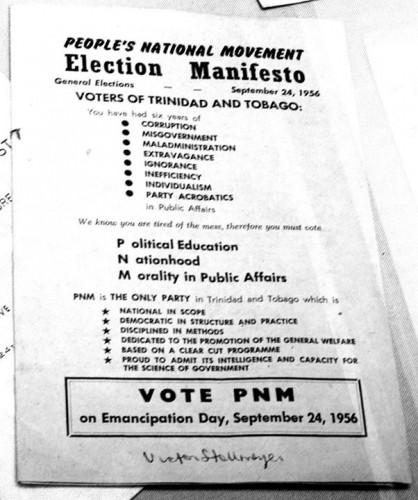 PEOPLE'S NATIONAL MOVEMENT
Election Manifesto
General Elections — — September 24, 1956
VOTERS OF TRINIDAD AND TOBAGO:
You have had six years of
● CORRUPTION
● MISGOVERNMENT
● MALADMINISTRATION
● EXTRAVAGANCE
● IGNORANCE
● INEFFICIENCY
● INDIVIDUALISM
● PARTY ACROBATICS
in Public Affairs
We know you are tired of the mess, therefore you must vote
Political Education
Nationhood
Morality in Public Affairs
PNM is THE ONLY PARTY in Trinidad and Tobago which is
★ NATIONAL IN SCOPE
★ DEMOCRATIC IN STRUCTURE AND PRACTICE
★ DISCIPLINED IN METHODS
★ DEDICATED TO THE PROMOTION OF THE GENERAL WELFARE
★ BASED ON A CLEAR CUT PROGRAMME
★ PROUD TO ADMIT ITS INTELLIGENCE AND CAPACITY FOR
THE SCIENCE OF GOVERNMENT
VOTE PNM
on Emancipation Day, September 24, 1956
Victor Stollmeyer